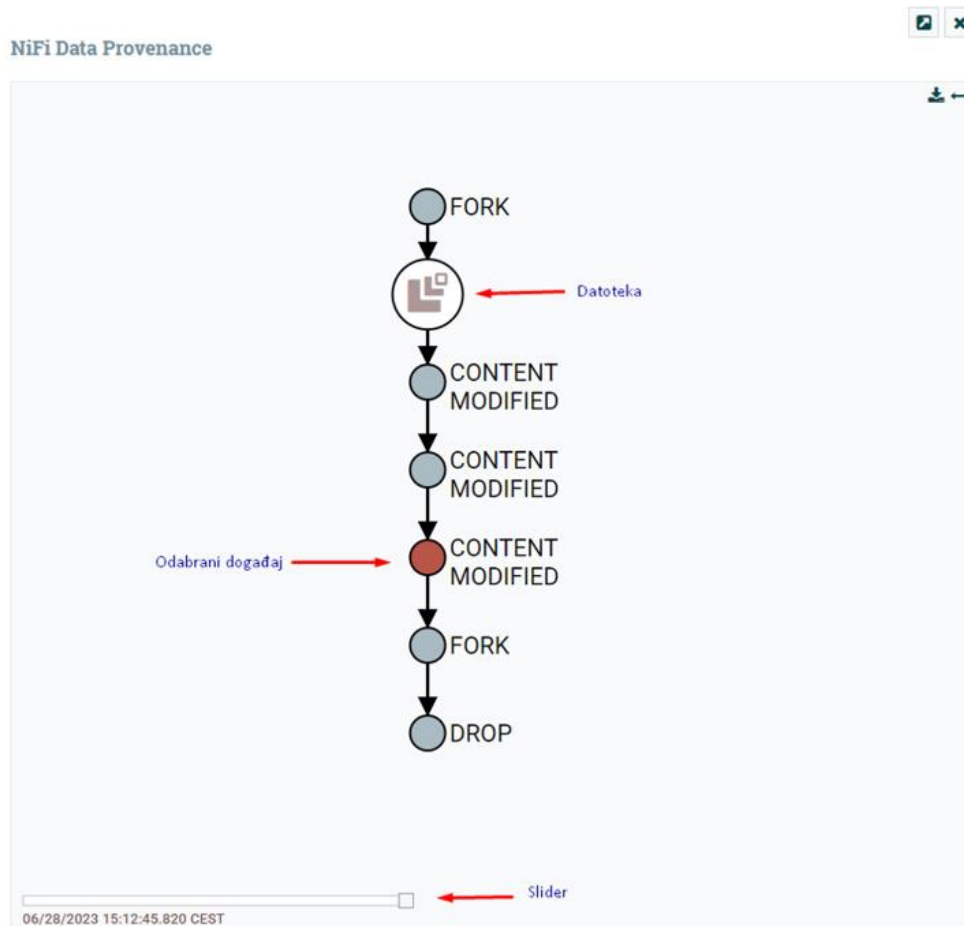 NiFi Data Provenance
FORK
Datoteka
CONTENT
MODIFIED
CONTENT
MODIFIED
Odabrani događaj
CONTENT
MODIFIED
FORK
DROP
Slider
06/28/2023 15:12:45.820 CEST